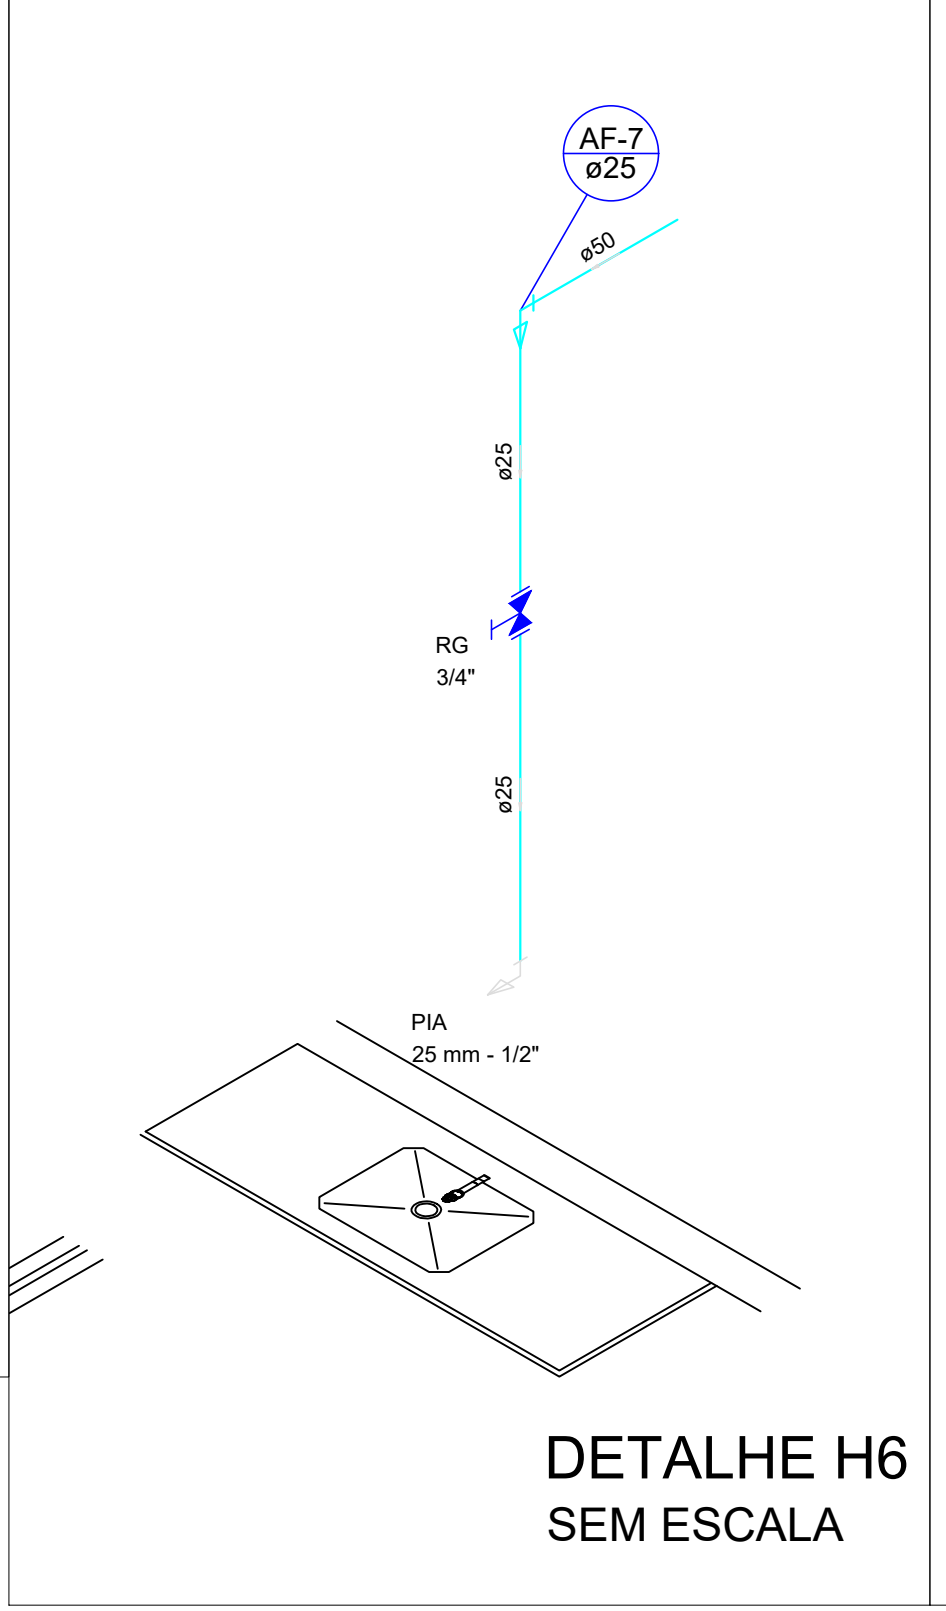 AF-7
ø25
ø50
ø25
RG
3/4"
ø25
PIA
25 mm - 1/2"
DETALHE H6
SEM ESCALA